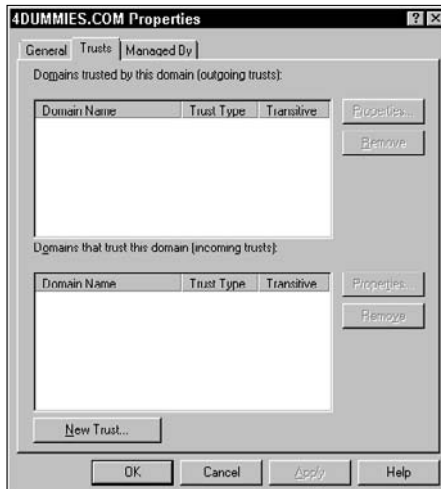 4DUMMIES.COM Properties
General Trusts Managed By
Domains trusted by this domain (outgoing trusts):
Domain Name Trust Type Transitive
Properties...
Remove
Domains that trust this domain (incoming trusts):
Domain Name Trust Type Transitive
Properties...
Remove
New Trust...
OK Cancel Apply Help